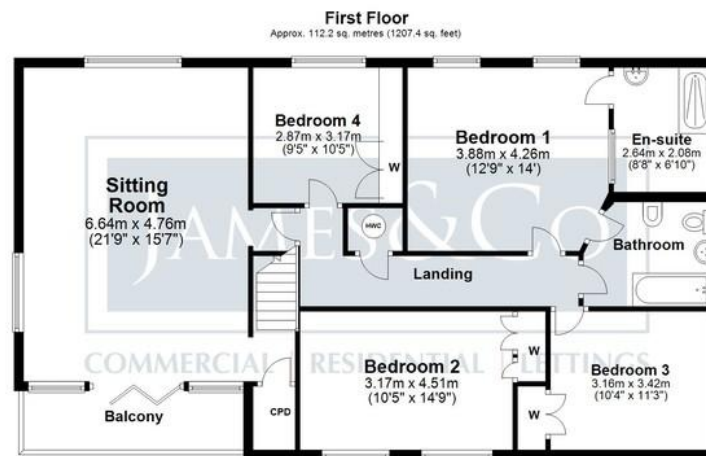 First Floor
Approx. 112.2 sq. metres (1207.4 sq. feet)
Bedroom 4
2.87m x 3.17m
(9'5" x 10'5")
W
Bedroom 1
3.88m x 4.26m
(12'9" x 14')
En-suite
2.64m x 2.08m
(8'8" x 6'10")
Sitting
Room
6.64m x 4.76m
(21'9" x 15'7")
HWC
Bathroom
JAMES & CO
Landing
COMMERCIAL RESIDENTIAL LETTINGS
Bedroom 2
3.17m x 4.51m
(10'5" x 14'9")
W
Bedroom 3
3.16m x 3.42m
(10'4" x 11'3")
W
Balcony
CPD